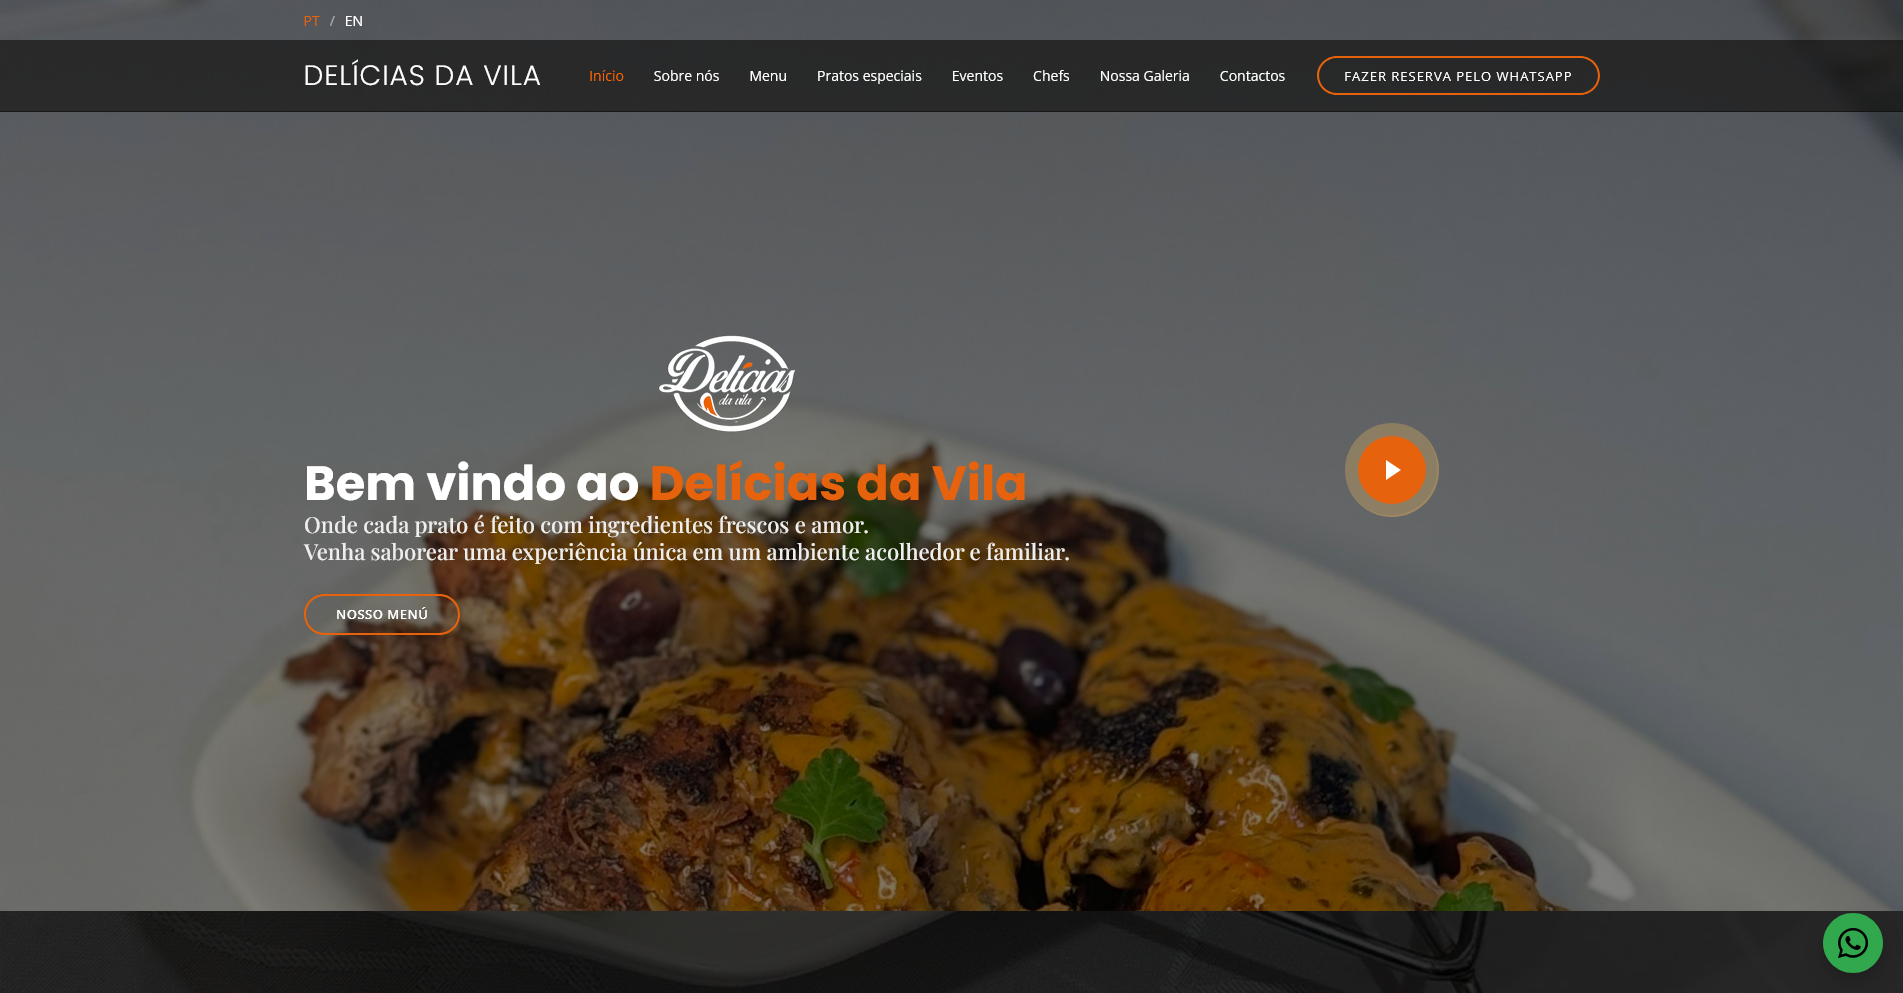 PT / EN
DELÍCIAS DA VILA
Início Sobre nós Menu Pratos especiais Eventos Chefs Nossa Galeria Contactos
FAZER RESERVA PELO WHATSAPP
Delícias
da vila
Bem vindo ao Delícias da Vila
Onde cada prato é feito com ingredientes frescos e amor.
Venha saborear uma experiência única em um ambiente acolhedor e familiar.
NOSSO MENÚ